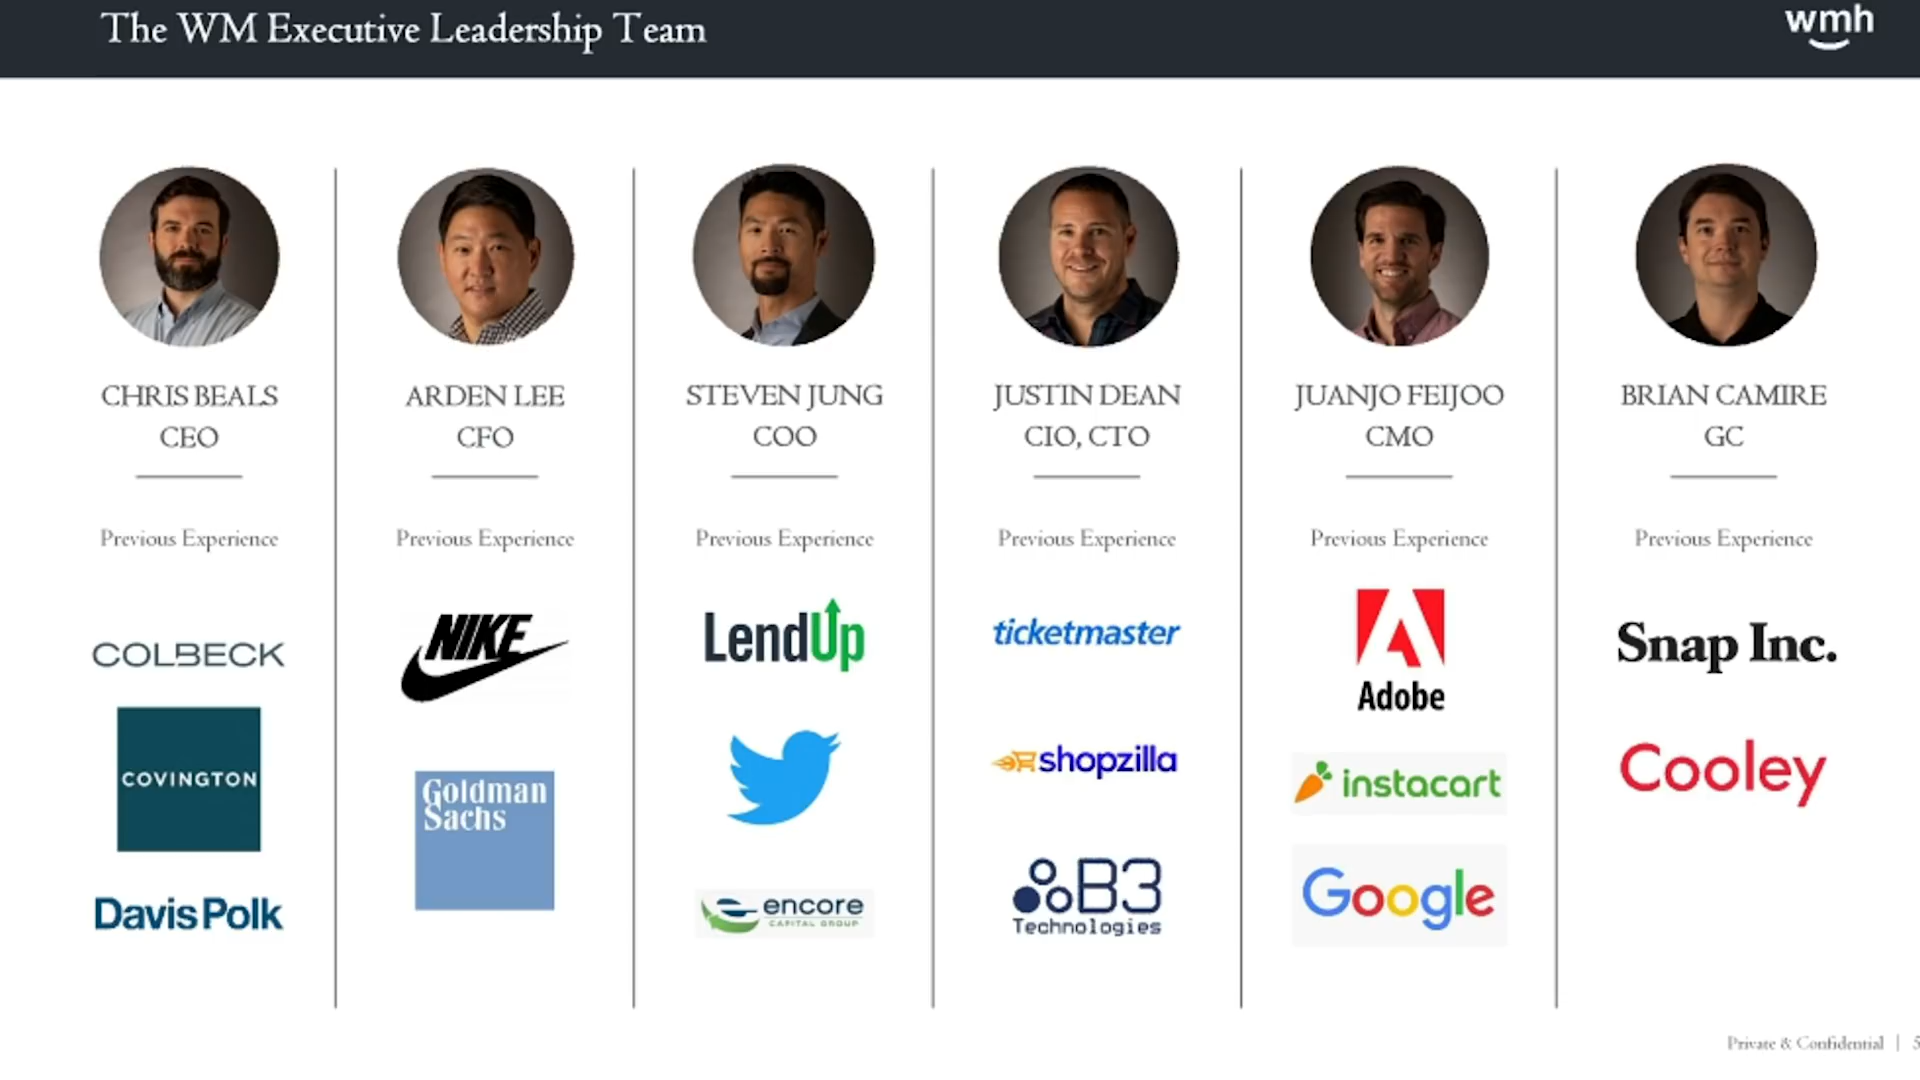 The WM Executive Leadership Team
wmh
CHRIS BEALS
CEO
Previous Experience
COLBECK
COVINGTON
Davis Polk
ARDEN LEE
CFO
Previous Experience
NIKE
Goldman
Sachs
STEVEN JUNG
COO
Previous Experience
LendUp
encore
CAPITAL GROUP
JUSTIN DEAN
CIO, CTO
Previous Experience
ticketmaster
shopzilla
B3
Technologies
JUANJO FEIJOO
CMO
Previous Experience
Adobe
instacart
Google
BRIAN CAMIRE
GC
Previous Experience
Snap Inc.
Cooley
Private & Confidential | 5